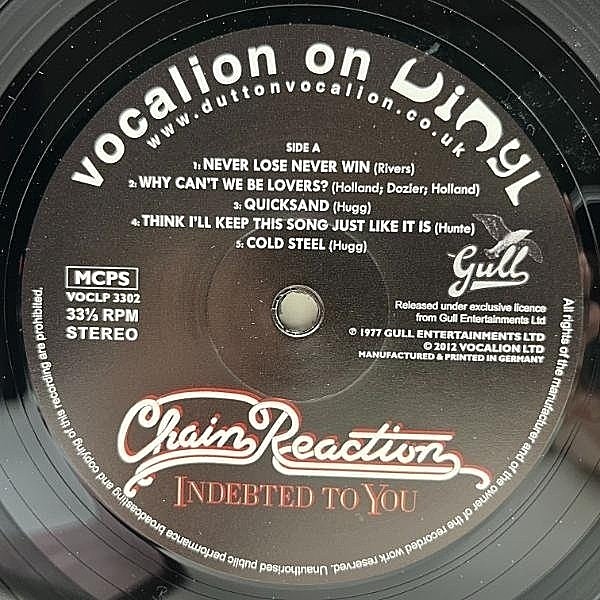 vocalion on vinyl
www.duttonvocalion.co.uk
SIDE A
1: NEVER LOSE NEVER WIN (Rivers)
2: WHY CAN'T WE BE LOVERS? (Holland; Dozier; Holland)
3: QUICKSAND (Hugg)
4: THINK I'LL KEEP THIS SONG JUST LIKE IT IS (Hunte)
5: COLD STEEL (Hugg)
MCPS
VOCLP 3302
33⅓ RPM
STEREO
Gull
Released under exclusive licence
from Gull Entertainments Ltd
℗ 1977 GULL ENTERTAINMENTS LTD
© 2012 VOCALION LTD
MANUFACTURED & PRINTED IN GERMANY
Chain Reaction
INDEBTED TO YOU
All rights of the manufacturer and of the owner of the recorded work reserved. Unauthorised public performance broadcasting and copying of this recording are prohibited.